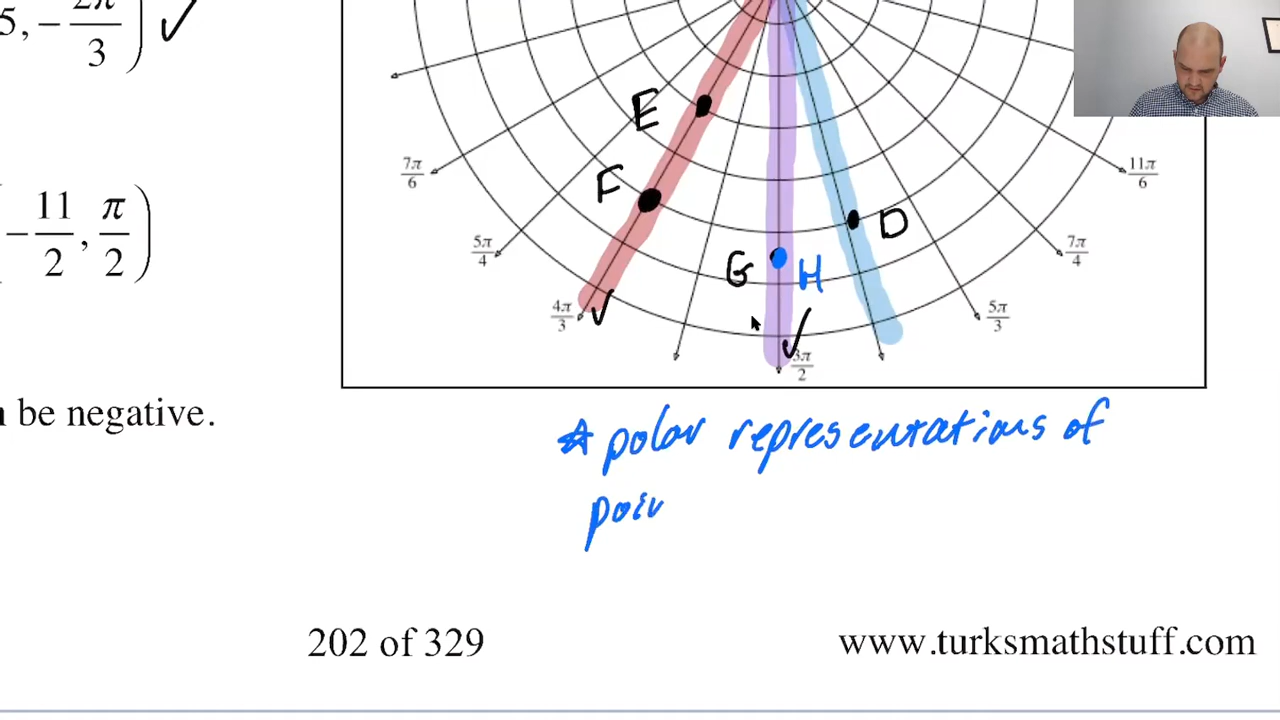 5, - 2π/3) ✓
E
F
7π/6
11π/6
- 11/2, π/2)
D
5π/4
7π/4
G H
4π/3 ✓
5π/3
✓
3π/2
be negative.
☆ polar representations of
poin
202 of 329
www.turksmathstuff.com